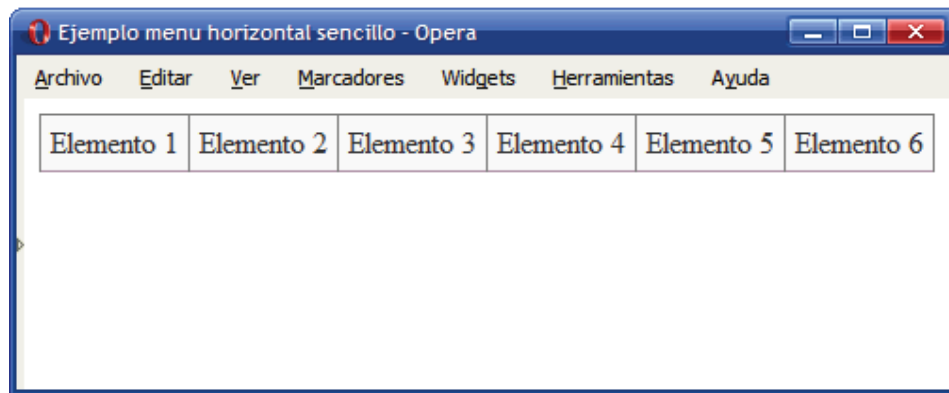 Ejemplo menu horizontal sencillo - Opera
Archivo Editar Ver Marcadores Widgets Herramientas Ayuda
Elemento 1 Elemento 2 Elemento 3 Elemento 4 Elemento 5 Elemento 6